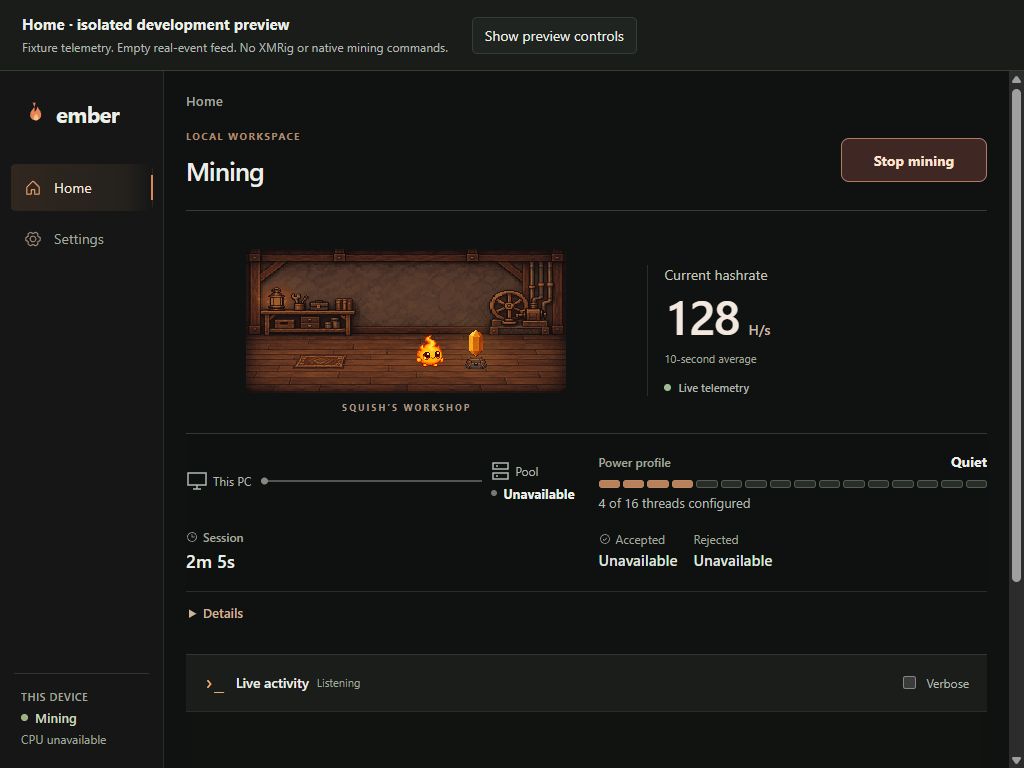 Home · isolated development preview
Fixture telemetry. Empty real-event feed. No XMRig or native mining commands.
Show preview controls
ember
Home
Settings
THIS DEVICE
Mining
CPU unavailable
Home
LOCAL WORKSPACE
Mining
Stop mining
SQUISH'S WORKSHOP
Current hashrate
128 H/s
10-second average
Live telemetry
This PC
Pool
Unavailable
Power profile
Quiet
4 of 16 threads configured
Session
2m 5s
Accepted
Unavailable
Rejected
Unavailable
Details
Live activity Listening
Verbose